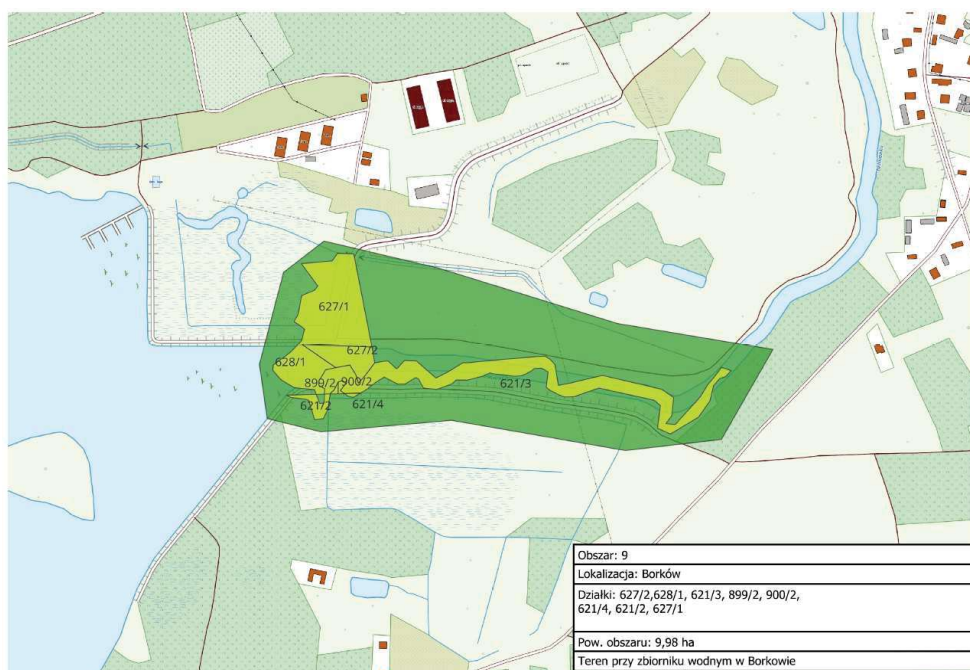 627/1
627/2
628/1
899/2
900/2
621/3
621/2
621/4
Obszar: 9
Lokalizacja: Borków
Działki: 627/2,628/1, 621/3, 899/2, 900/2,
621/4, 621/2, 627/1
Pow. obszaru: 9,98 ha
Teren przy zbiorniku wodnym w Borkowie